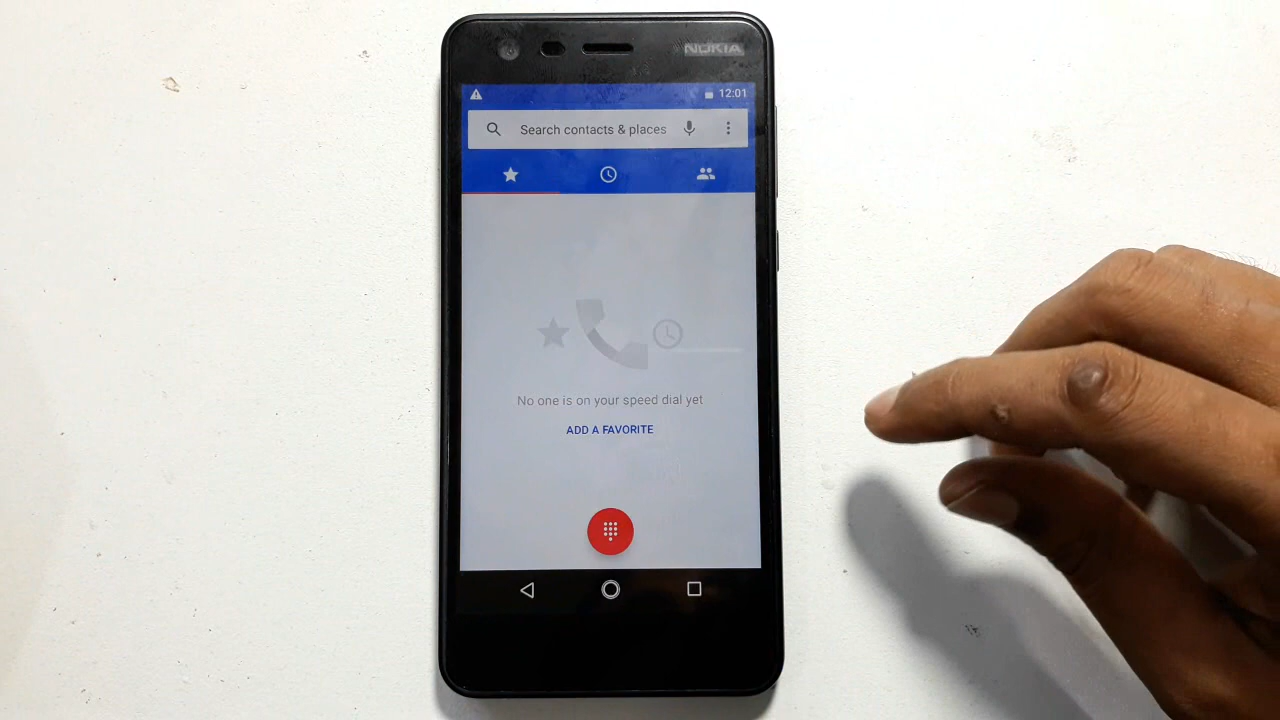 NOKIA
12:01
Search contacts & places
No one is on your speed dial yet
ADD A FAVORITE